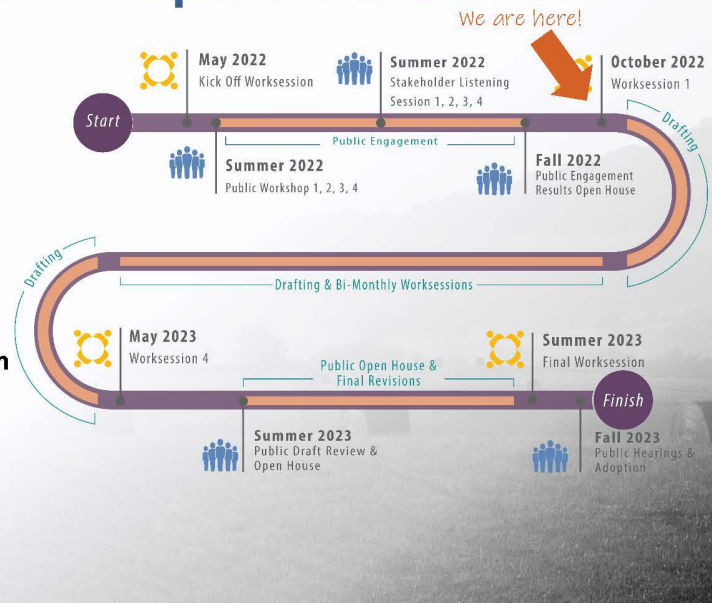 We are here!
May 2022
Kick Off Worksession
Summer 2022
Stakeholder Listening
Session 1, 2, 3, 4
October 2022
Worksession 1
Start
Public Engagement
Drafting
Summer 2022
Public Workshop 1, 2, 3, 4
Fall 2022
Public Engagement
Results Open House
Drafting
Drafting & Bi-Monthly Worksessions
May 2023
Worksession 4
Public Open House &
Final Revisions
Summer 2023
Final Worksession
Finish
Summer 2023
Public Draft Review &
Open House
Fall 2023
Public Hearings &
Adoption